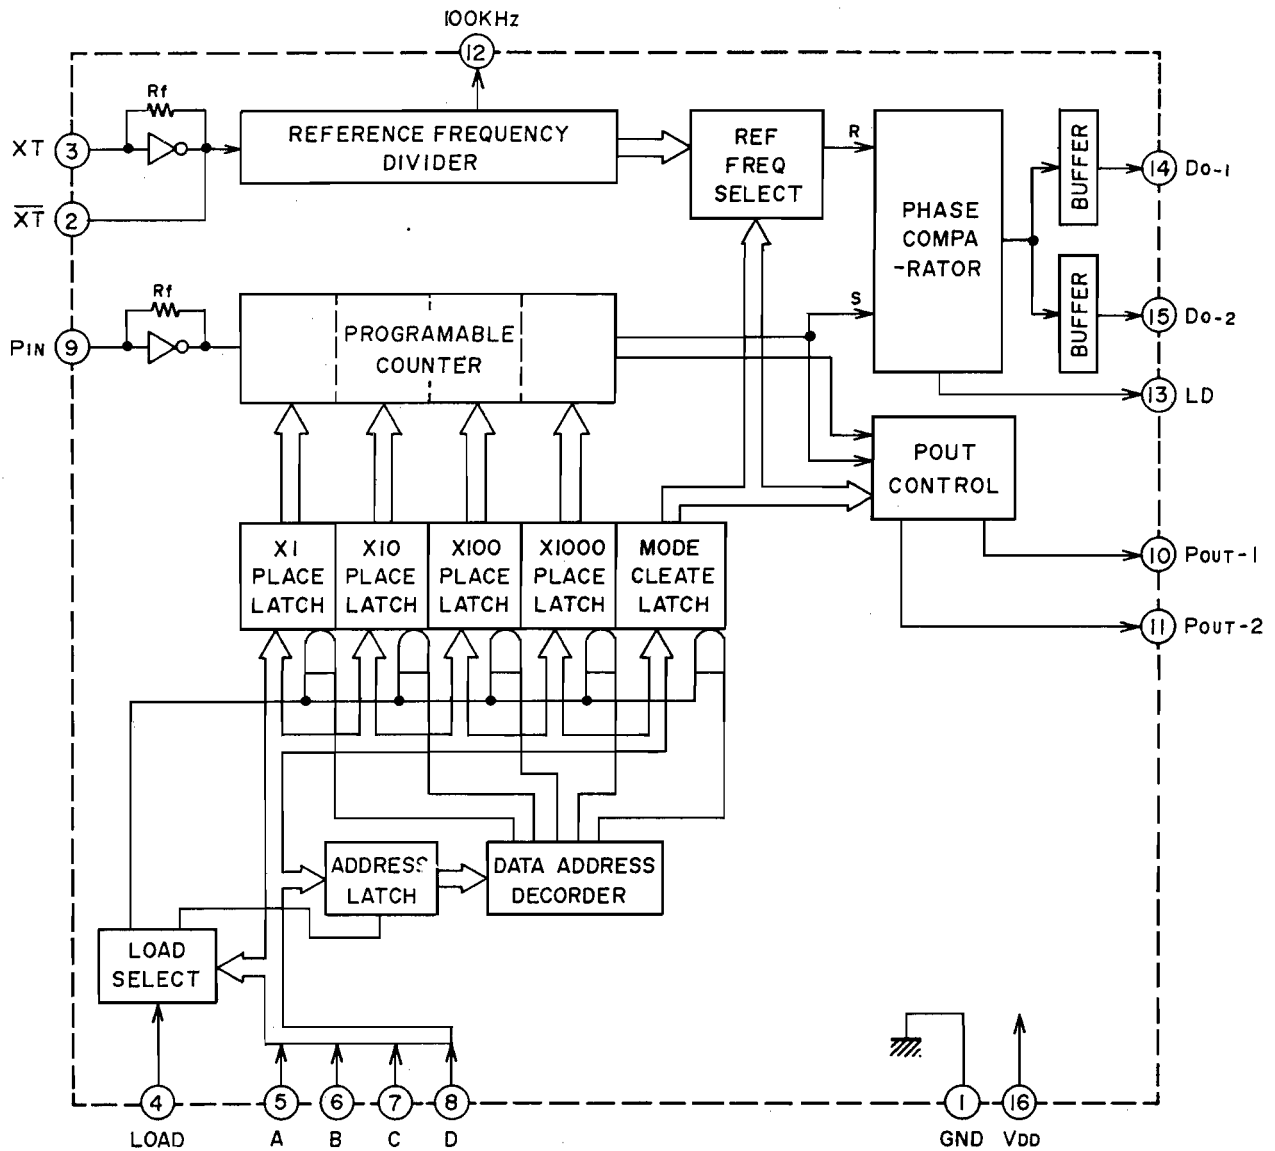 100KHz
12
Rf
XT
3
REFERENCE FREQUENCY
DIVIDER
REF
FREQ
SELECT
R
PHASE
COMPA
-RATOR
BUFFER
14
Do-1
XT
2
Rf
PIN
9
PROGRAMABLE
COUNTER
S
BUFFER
15
Do-2
13
LD
POUT
CONTROL
X1
PLACE
LATCH
X10
PLACE
LATCH
X100
PLACE
LATCH
X1000
PLACE
LATCH
MODE
CLEATE
LATCH
10
POUT-1
11
POUT-2
ADDRESS
LATCH
DATA ADDRESS
DECORDER
LOAD
SELECT
4
LOAD
5
A
6
B
7
C
8
D
1
GND
16
VDD